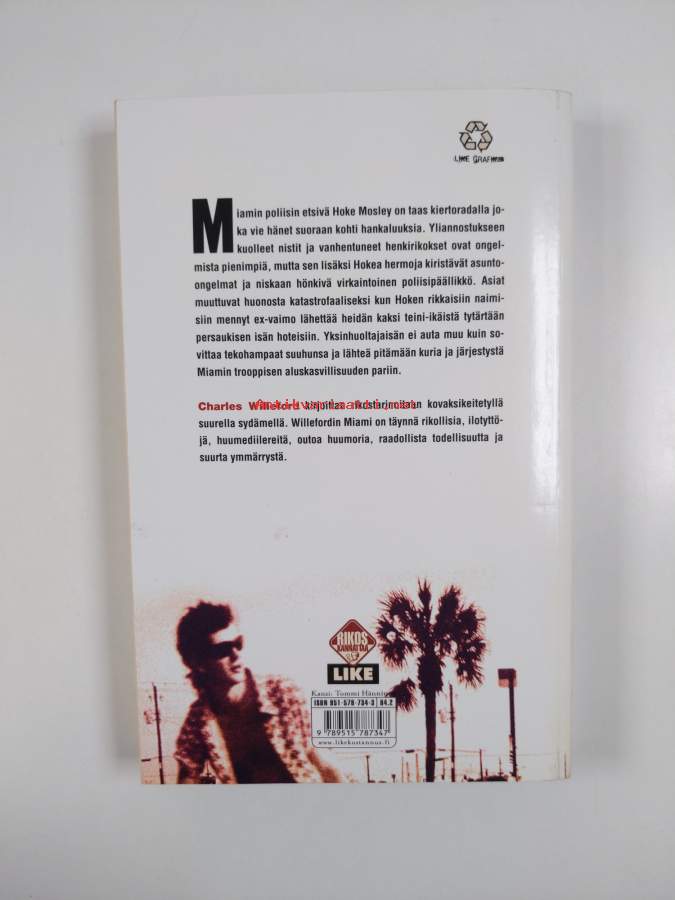 LIKE GRAFIIKKA
Miamin poliisin etsivä Hoke Mosley on taas kiertoradalla jo-
ka vie hänet suoraan kohti hankaluuksia. Yliannostukseen
kuolleet nistit ja vanhentuneet henkirikokset ovat ongel-
mista pienimpiä, mutta sen lisäksi Hokea hermoja kiristävät asunto-
ongelmat ja niskaan hönkivä virkaintoinen poliisipäällikkö. Asiat
muuttuvat huonosta katastrofaaliseksi kun Hoken rikkaisiin naimi-
siin mennyt ex-vaimo lähettää heidän kaksi teini-ikäistä tytärtään
persaukisen isän hoteisiin. Yksinhuoltajaisän ei auta muu kuin so-
vittaa tekohampaat suuhunsa ja lähteä pitämään kuria ja järjestystä
Miamin trooppisen aluskasvillisuuden pariin.
Charles Willeford kirjoittaa rikostarinoitaan kovaksikeitetyllä
suurella sydämellä. Willefordin Miami on täynnä rikollisia, ilotyttö-
jä, huumediilereitä, outoa huumoria, raadollista todellisuutta ja
suurta ymmärrystä.
RIKOS
KANNATTAA
LIKE
Kansi: Tommi Hänninen
ISBN 951-578-734-3 84.2
9 789515 787347
www.likekustannus.fi